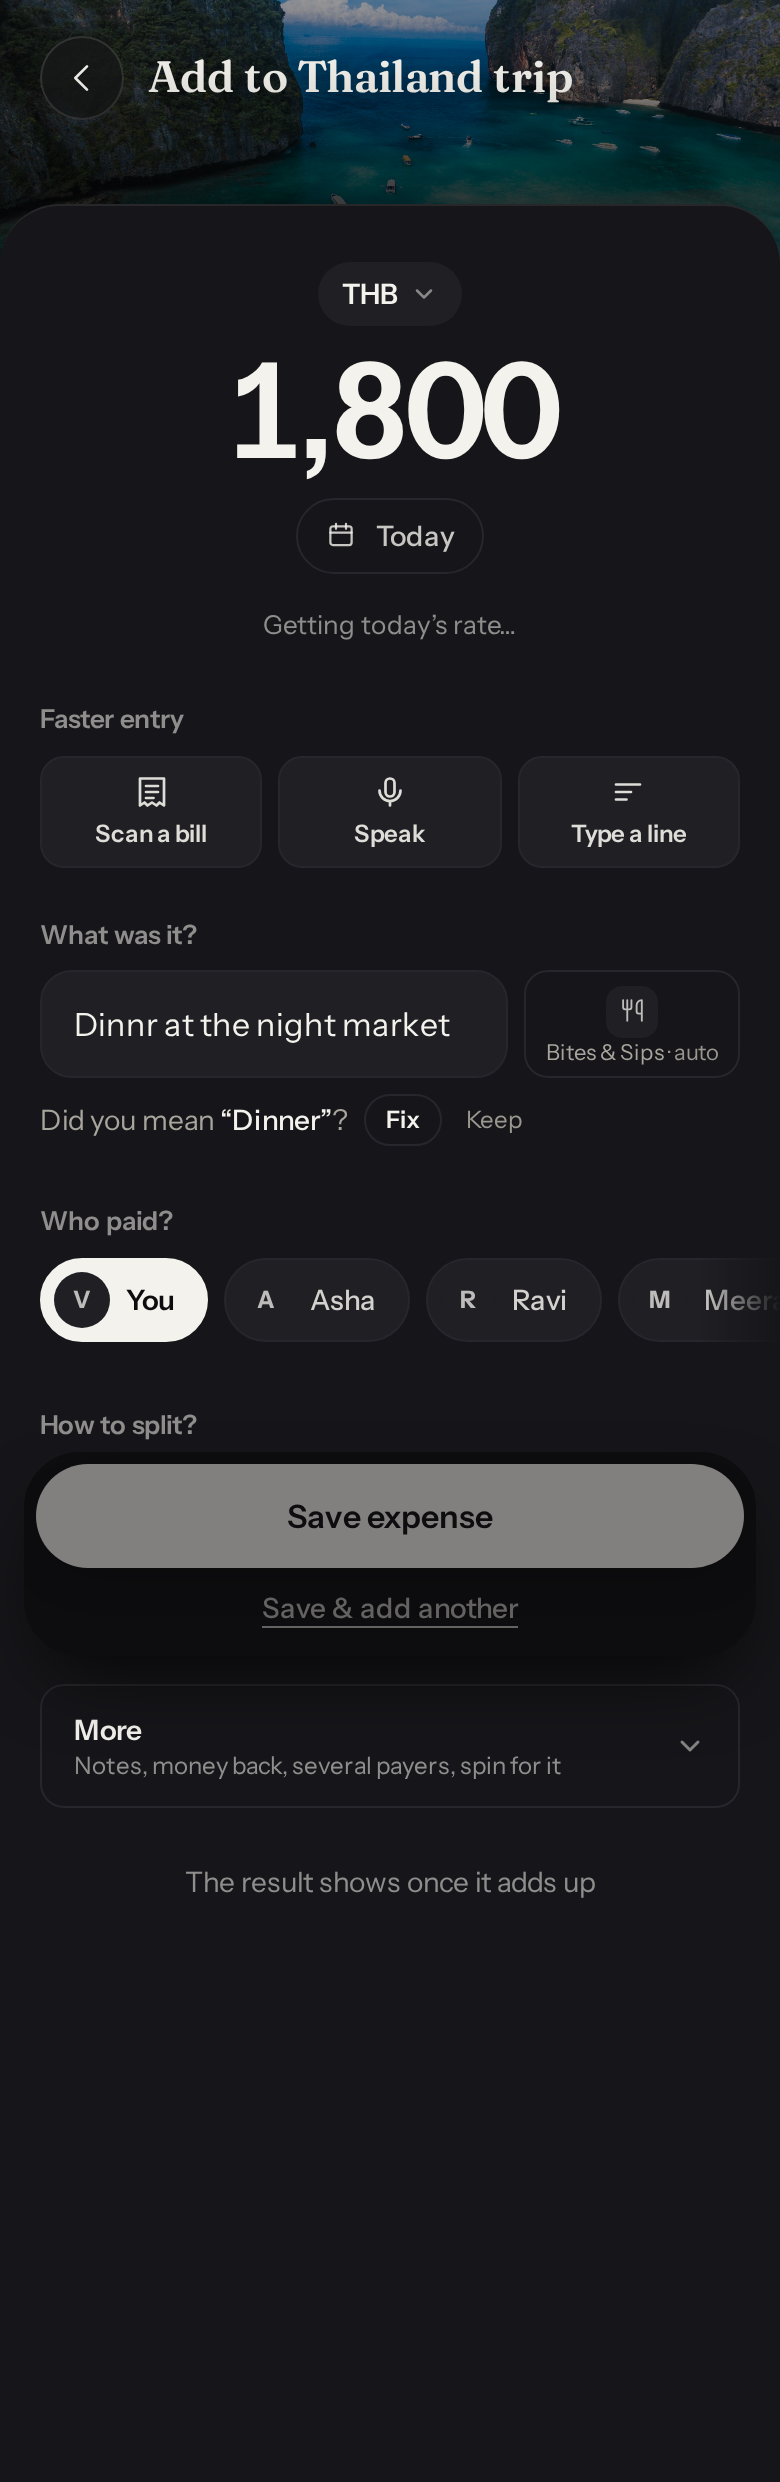 Add to Thailand trip
THB
1,800
Today
Getting today’s rate…
Faster entry
Scan a bill
Speak
Type a line
What was it?
Dinnr at the night market
Bites & Sips · auto
Did you mean “Dinner”? Fix Keep
Who paid?
V You
A Asha
R Ravi
M Meera
How to split?
Save expense
Save & add another
More
Notes, money back, several payers, spin for it
The result shows once it adds up